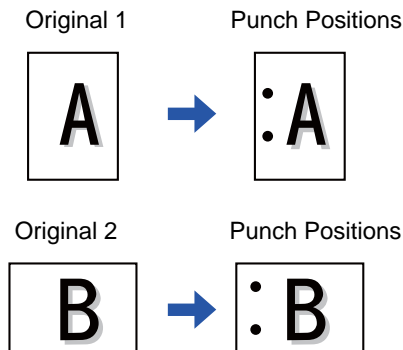 Original 1 Punch Positions
A A
Original 2 Punch Positions
B B